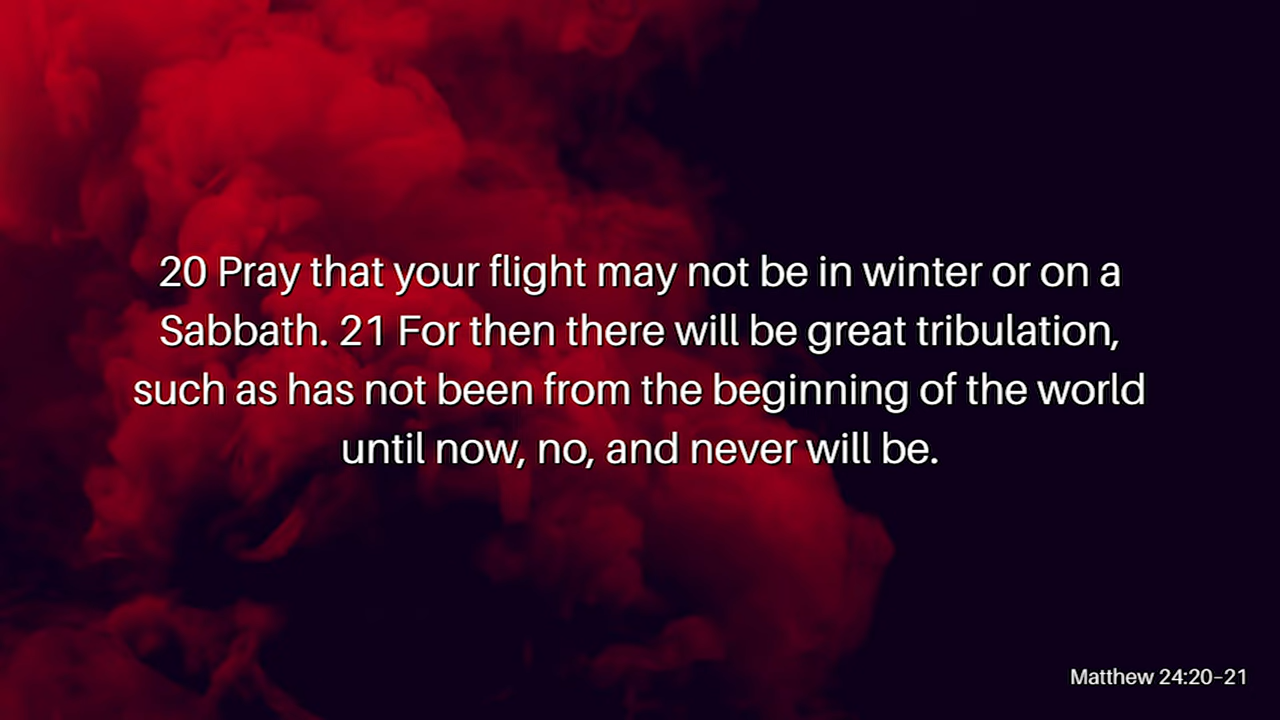 20 Pray that your flight may not be in winter or on a
Sabbath. 21 For then there will be great tribulation,
such as has not been from the beginning of the world
until now, no, and never will be.
Matthew 24:20–21